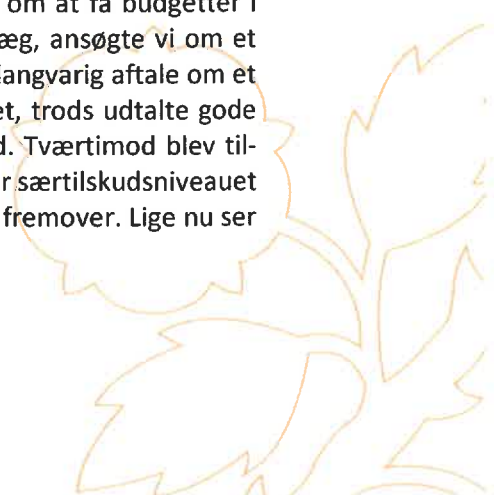 om at få budgetter i
æg, ansøgte vi om et
langvarig aftale om et
et, trods udtalte gode
d. Tværtimod blev til-
r særtilskudsniveauet
fremover. Lige nu ser